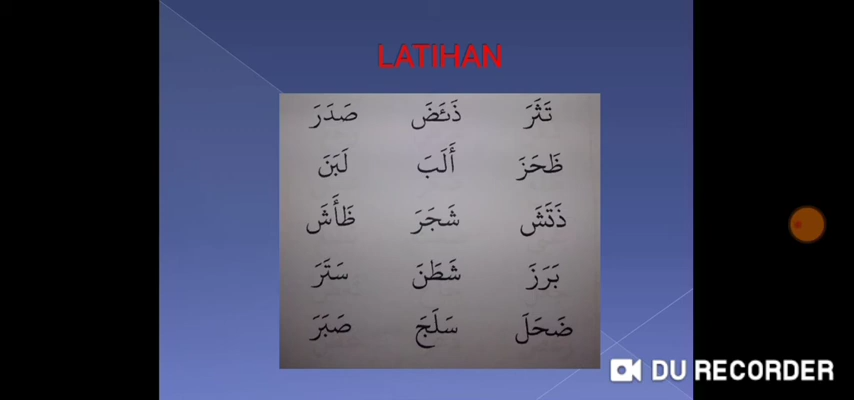 LATIHAN
تَثَرَ ذَئَضَ صَدَرَ
ظَحَزَ أَلَبَ لَبَنَ
ذَتَشَ شَجَرَ ظَأَشَ
بَرَزَ شَطَنَ سَتَرَ
ضَحَلَ سَلَجَ صَبَرَ
DU RECORDER